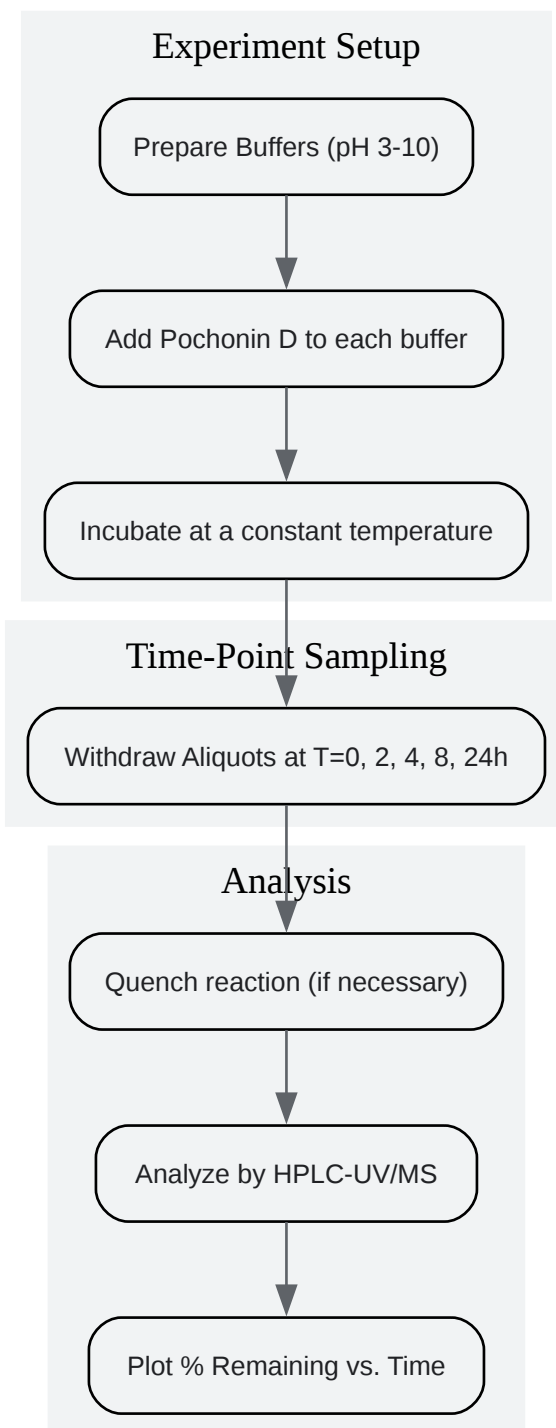 Experiment Setup
Prepare Buffers (pH 3-10)
Add Pochonin D to each buffer
Incubate at a constant temperature
Time-Point Sampling
Withdraw Aliquots at T=0, 2, 4, 8, 24h
Analysis
Quench reaction (if necessary)
Analyze by HPLC-UV/MS
Plot % Remaining vs. Time